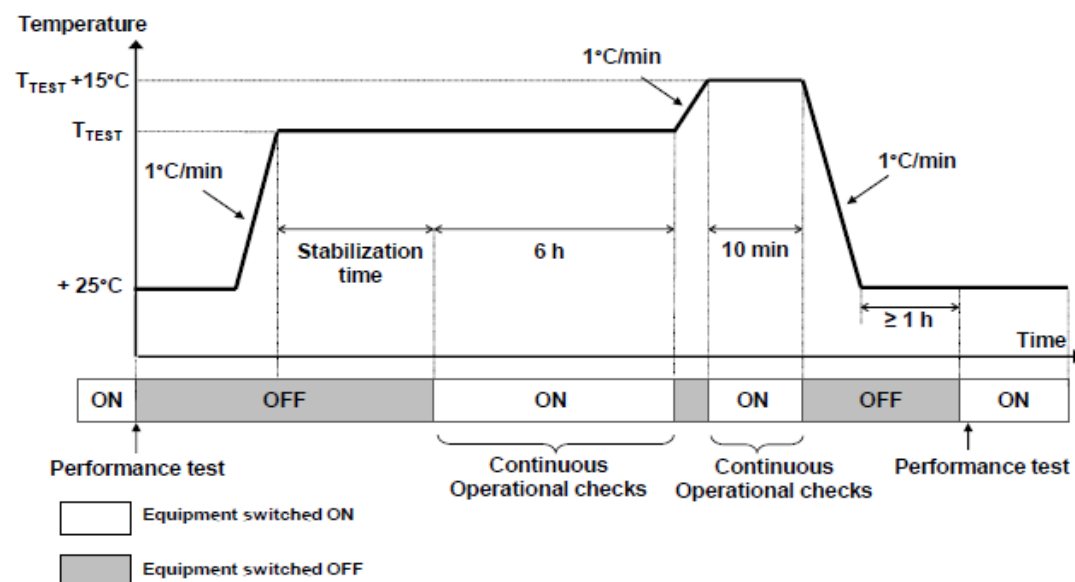 Temperature
1°C/min
T_TEST +15°C
T_TEST
1°C/min
1°C/min
Stabilization
time
6 h
10 min
+ 25°C
≥ 1 h
Time
ON
OFF
ON
ON
OFF
ON
Performance test
Continuous
Operational checks
Continuous
Operational checks
Performance test
Equipment switched ON
Equipment switched OFF